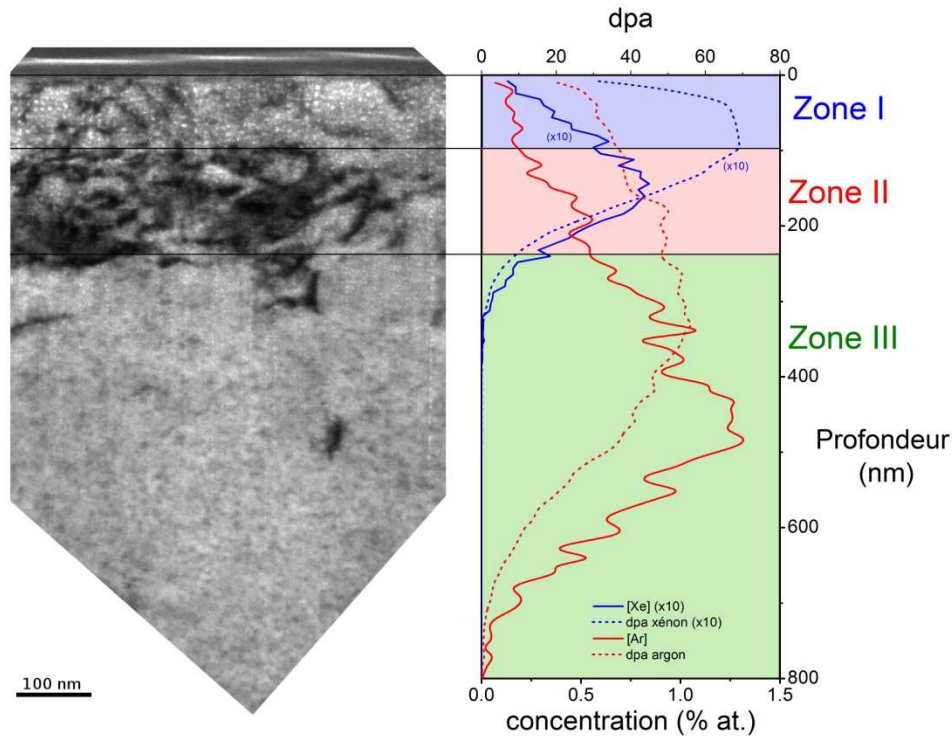 dpa
0 20 40 60 80
0
Zone I
(x10)
(x10)
Zone II
200
Zone III
400
Profondeur
(nm)
600
[Xe] (x10)
dpa xénon (x10)
[Ar]
dpa argon
800
100 nm
0.0 0.5 1.0 1.5
concentration (% at.)